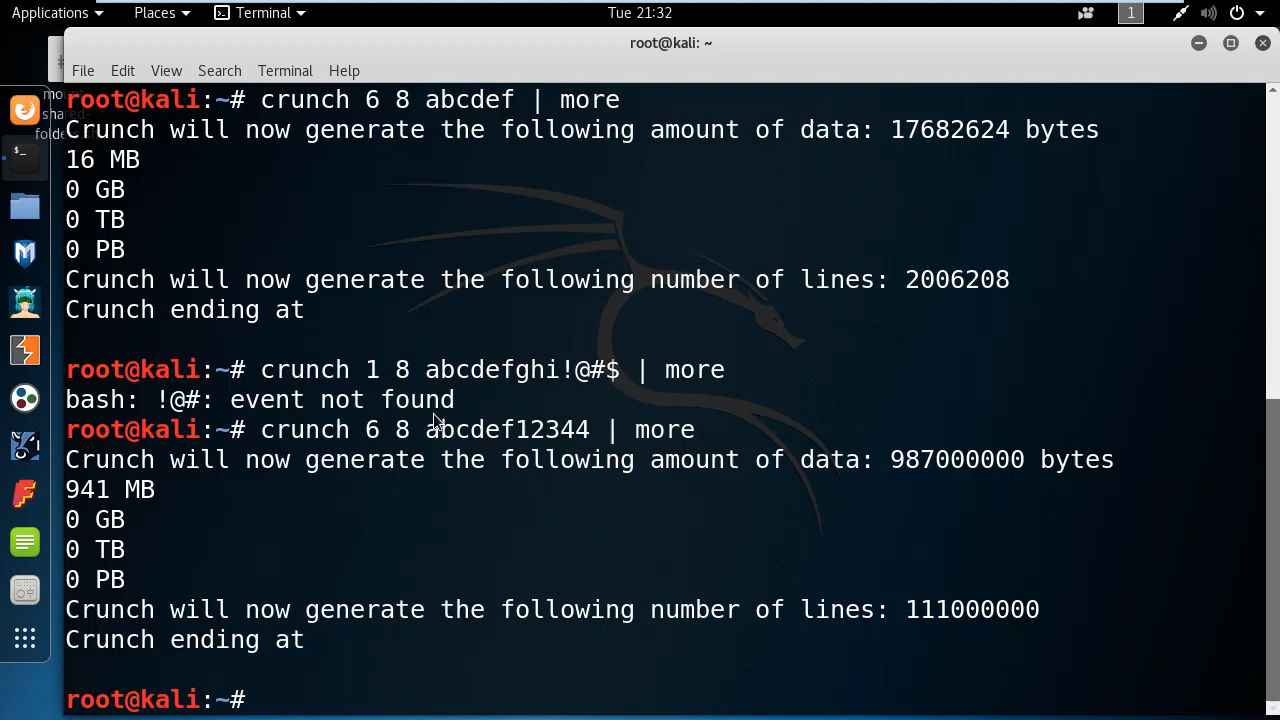 Applications Places Terminal Tue 21:32 1
root@kali: ~
File Edit View Search Terminal Help
root@kali:~# crunch 6 8 abcdef | more
Crunch will now generate the following amount of data: 17682624 bytes
16 MB
0 GB
0 TB
0 PB
Crunch will now generate the following number of lines: 2006208
Crunch ending at
root@kali:~# crunch 1 8 abcdefghi!@#$ | more
bash: !@#: event not found
root@kali:~# crunch 6 8 abcdef12344 | more
Crunch will now generate the following amount of data: 987000000 bytes
941 MB
0 GB
0 TB
0 PB
Crunch will now generate the following number of lines: 111000000
Crunch ending at
root@kali:~#